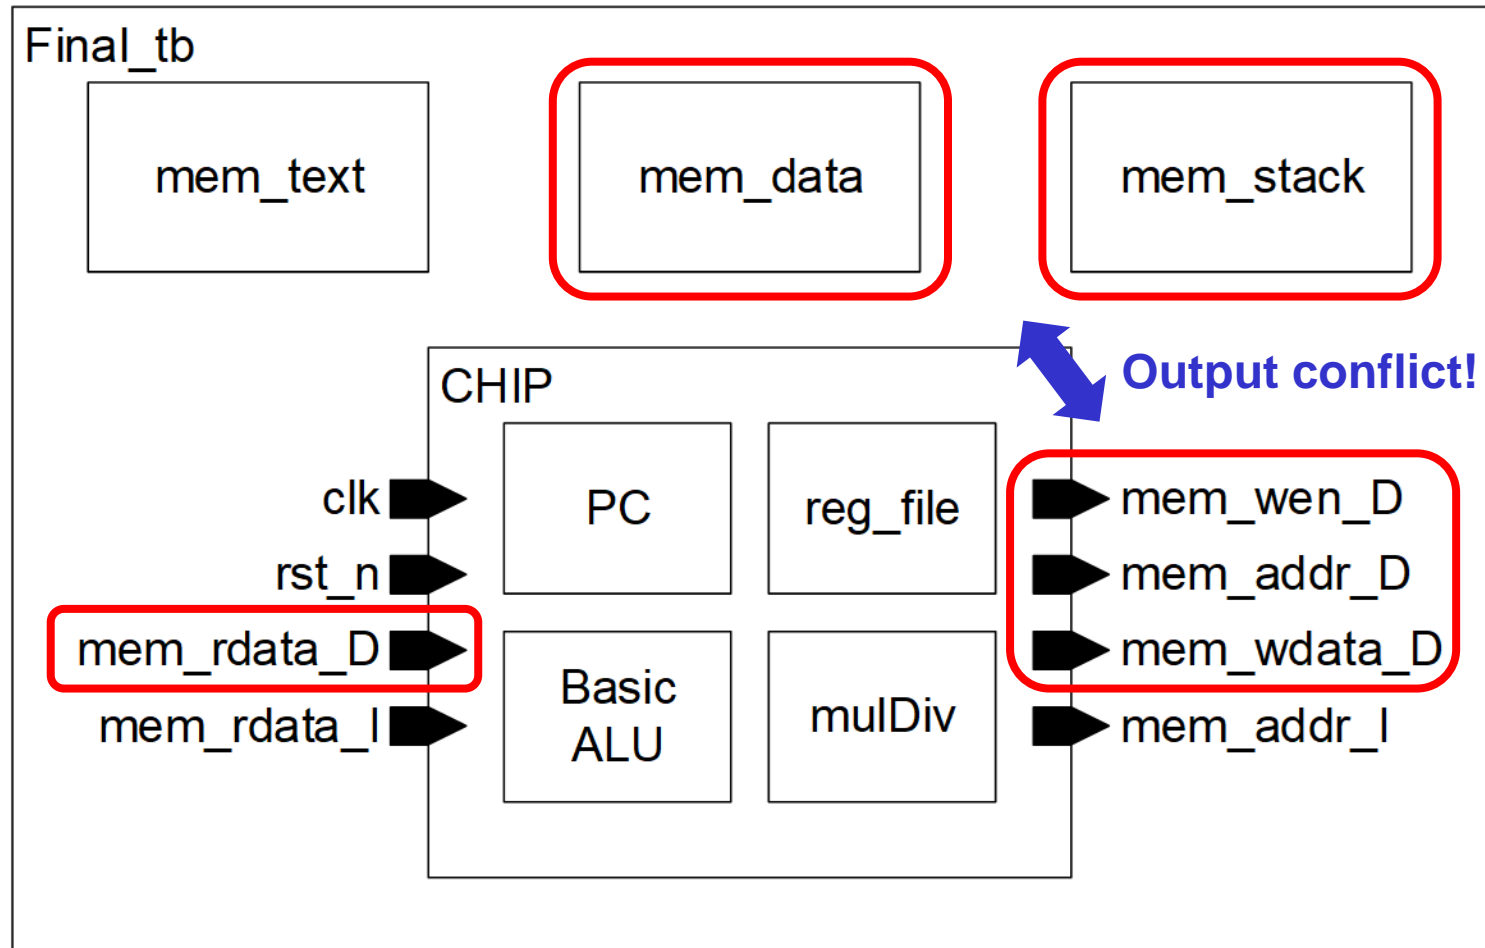 Final_tb
mem_text
mem_data
mem_stack
Output conflict!
CHIP
clk
rst_n
mem_rdata_D
mem_rdata_I
PC
reg_file
Basic
ALU
mulDiv
mem_wen_D
mem_addr_D
mem_wdata_D
mem_addr_I